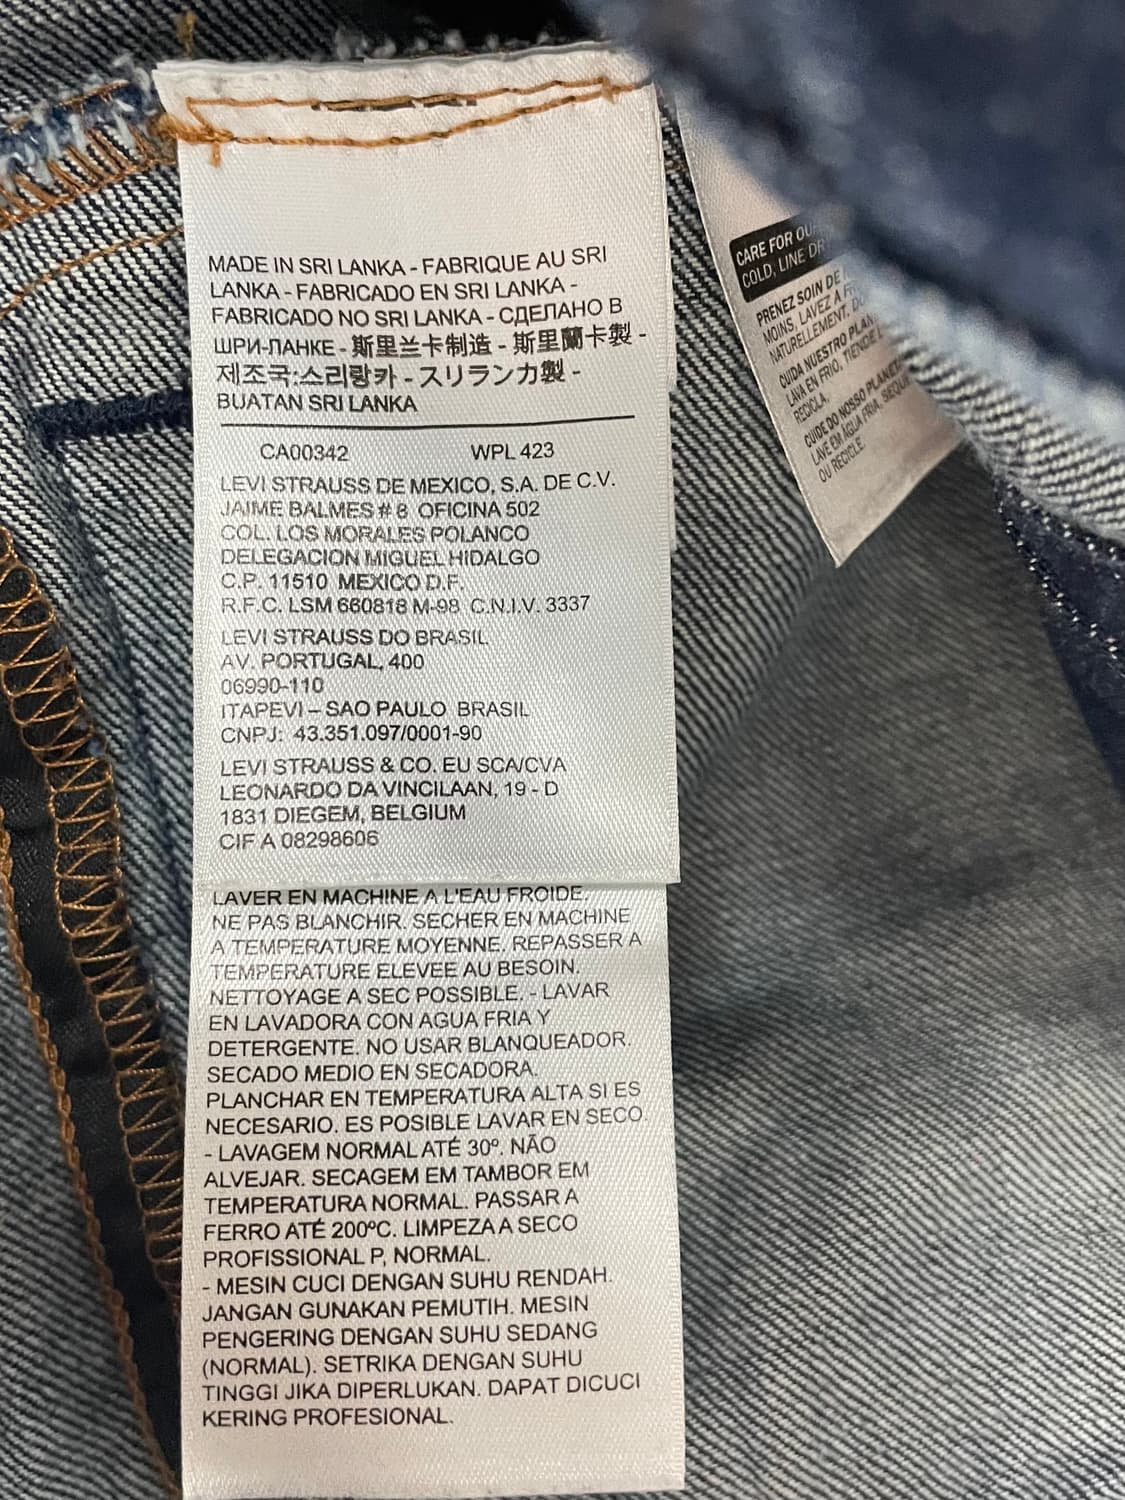 MADE IN SRI LANKA - FABRIQUE AU SRI
LANKA - FABRICADO EN SRI LANKA -
FABRICADO NO SRI LANKA - СДЕЛАНО В
ШРИ-ЛАНКЕ - 斯里兰卡制造 - 斯里蘭卡製 -
제조국:스리랑카 - スリランカ製 -
BUATAN SRI LANKA
CA00342 WPL 423
LEVI STRAUSS DE MEXICO, S.A. DE C.V.
JAIME BALMES # 8 OFICINA 502
COL. LOS MORALES POLANCO
DELEGACION MIGUEL HIDALGO
C.P. 11510 MEXICO D.F.
R.F.C. LSM 660818 M-98 C.N.I.V. 3337
LEVI STRAUSS DO BRASIL
AV. PORTUGAL, 400
06990-110
ITAPEVI – SAO PAULO BRASIL
CNPJ: 43.351.097/0001-90
LEVI STRAUSS & CO. EU SCA/CVA
LEONARDO DA VINCILAAN, 19 - D
1831 DIEGEM, BELGIUM
CIF A 08298606
LAVER EN MACHINE A L'EAU FROIDE.
NE PAS BLANCHIR. SECHER EN MACHINE
A TEMPERATURE MOYENNE. REPASSER A
TEMPERATURE ELEVEE AU BESOIN.
NETTOYAGE A SEC POSSIBLE. - LAVAR
EN LAVADORA CON AGUA FRIA Y
DETERGENTE. NO USAR BLANQUEADOR.
SECADO MEDIO EN SECADORA.
PLANCHAR EN TEMPERATURA ALTA SI ES
NECESARIO. ES POSIBLE LAVAR EN SECO.
- LAVAGEM NORMAL ATÉ 30º. NÃO
ALVEJAR. SECAGEM EM TAMBOR EM
TEMPERATURA NORMAL. PASSAR A
FERRO ATÉ 200ºC. LIMPEZA A SECO
PROFISSIONAL P, NORMAL.
- MESIN CUCI DENGAN SUHU RENDAH.
JANGAN GUNAKAN PEMUTIH. MESIN
PENGERING DENGAN SUHU SEDANG
(NORMAL). SETRIKA DENGAN SUHU
TINGGI JIKA DIPERLUKAN. DAPAT DICUCI
KERING PROFESIONAL.
CARE FOR
COLD, LINE
PRENEZ SOIN DE
MOINS, LAVEZ A
NATURELLEMENT,
CUIDA NUESTRO
LAVA EN FRIO, TIENDE
RECICLA.
CUIDE DO NOSSO
LAVE EM ÁGUA FRIA,
OU RECICLE.